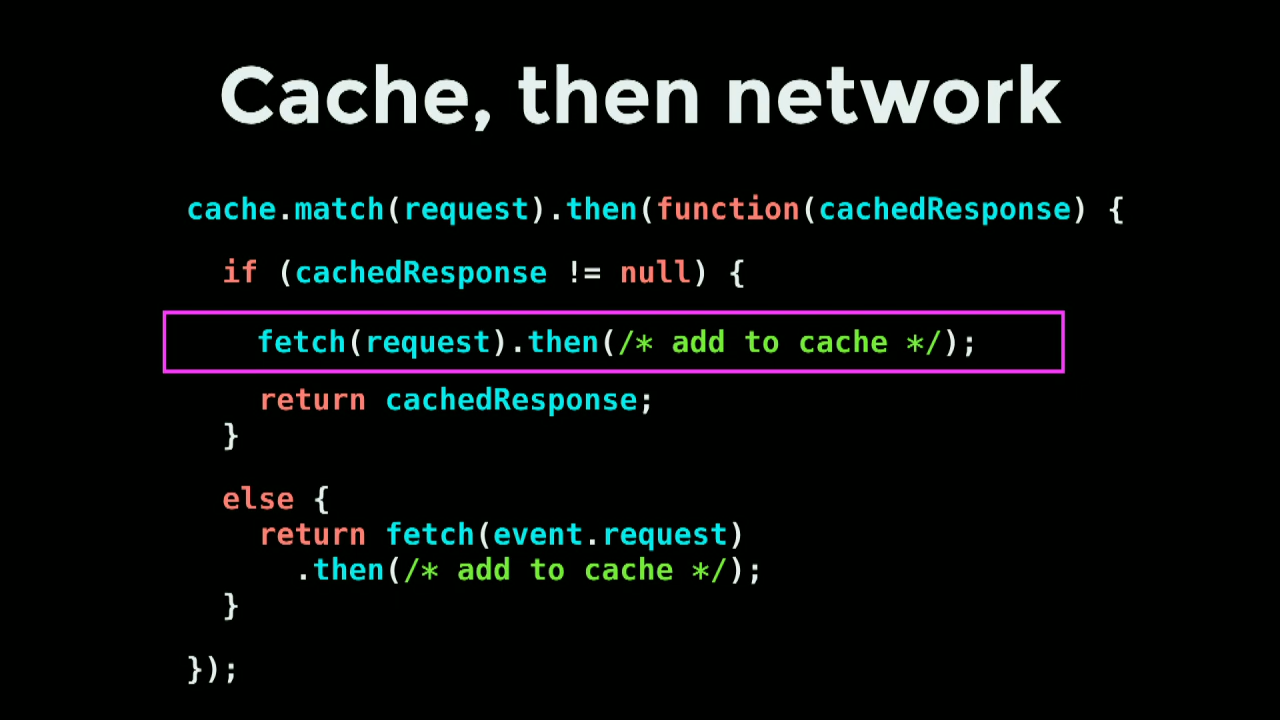 Cache, then network
cache.match(request).then(function(cachedResponse) {
if (cachedResponse != null) {
fetch(request).then(/* add to cache */);
return cachedResponse;
}
else {
return fetch(event.request)
.then(/* add to cache */);
}
});